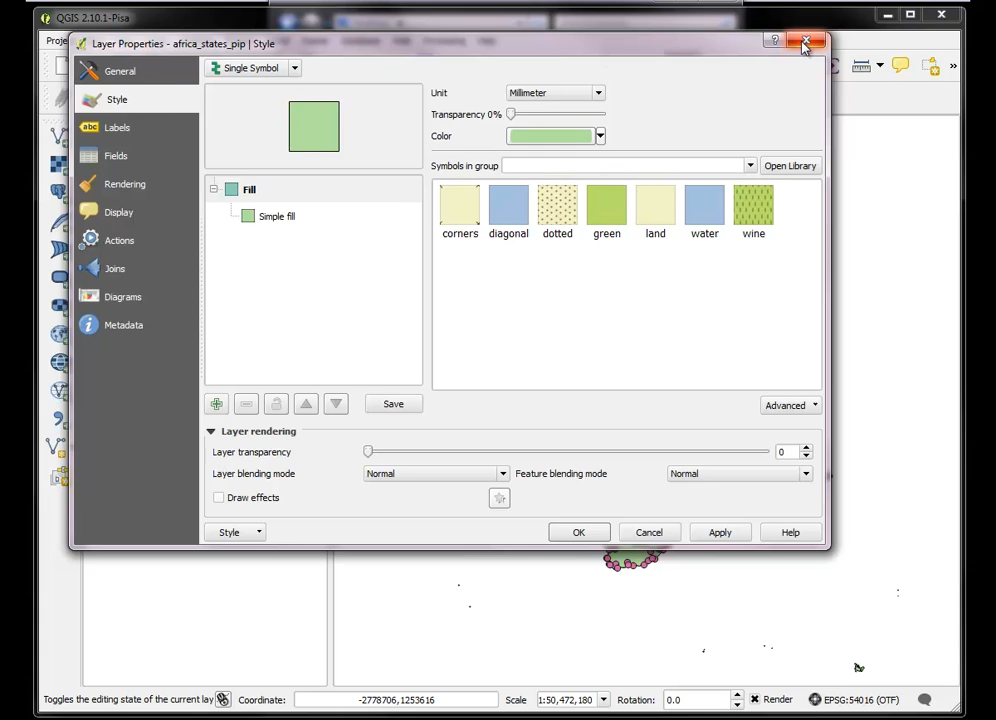 QGIS 2.10.1-Pisa
Layer Properties - africa_states_pip | Style
General
Style
Labels
Fields
Rendering
Display
Actions
Joins
Diagrams
Metadata
Single Symbol
Fill
Simple fill
Save
Unit
Millimeter
Transparency 0%
Color
Symbols in group
Open Library
corners
diagonal
dotted
green
land
water
wine
Advanced
Layer rendering
Layer transparency
0
Layer blending mode
Normal
Feature blending mode
Normal
Draw effects
Style
OK
Cancel
Apply
Help
Toggles the editing state of the current lay
Coordinate:
-2778706,1253616
Scale
1:50,472,180
Rotation:
0.0
Render
EPSG:54016 (OTF)